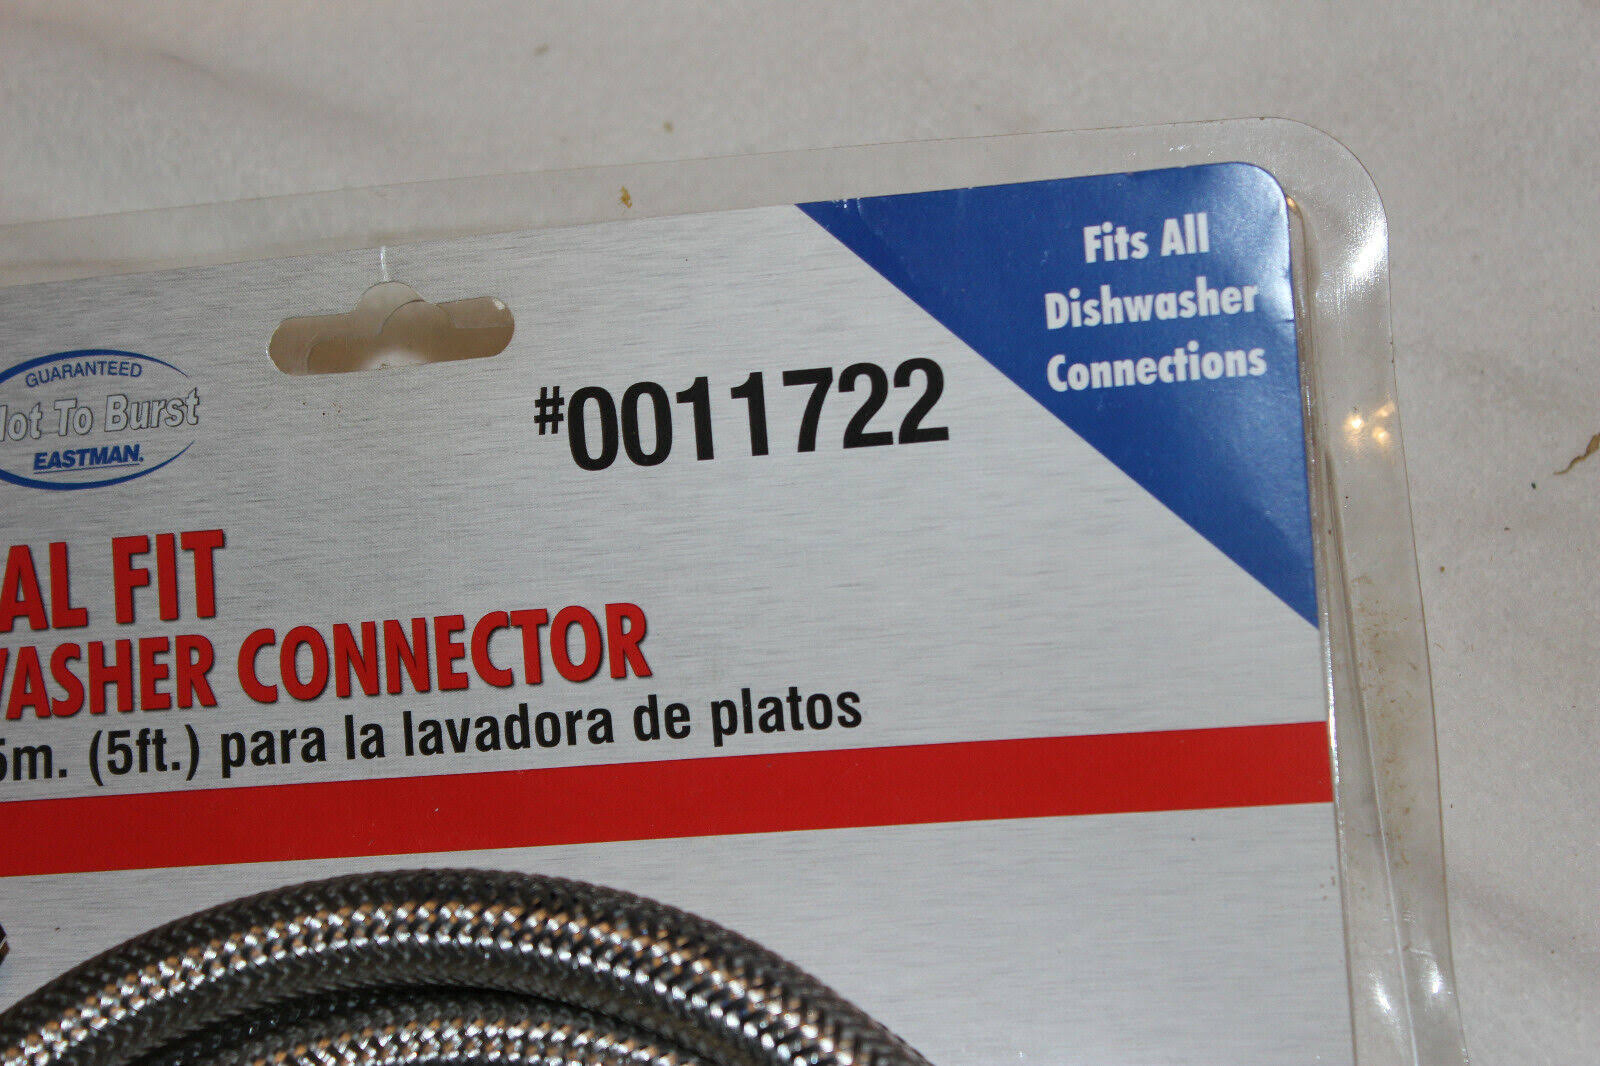 Fits All
Dishwasher
Connections
#0011722
GUARANTEED
Not To Burst
EASTMAN.
AL FIT
WASHER CONNECTOR
5m. (5ft.) para la lavadora de platos